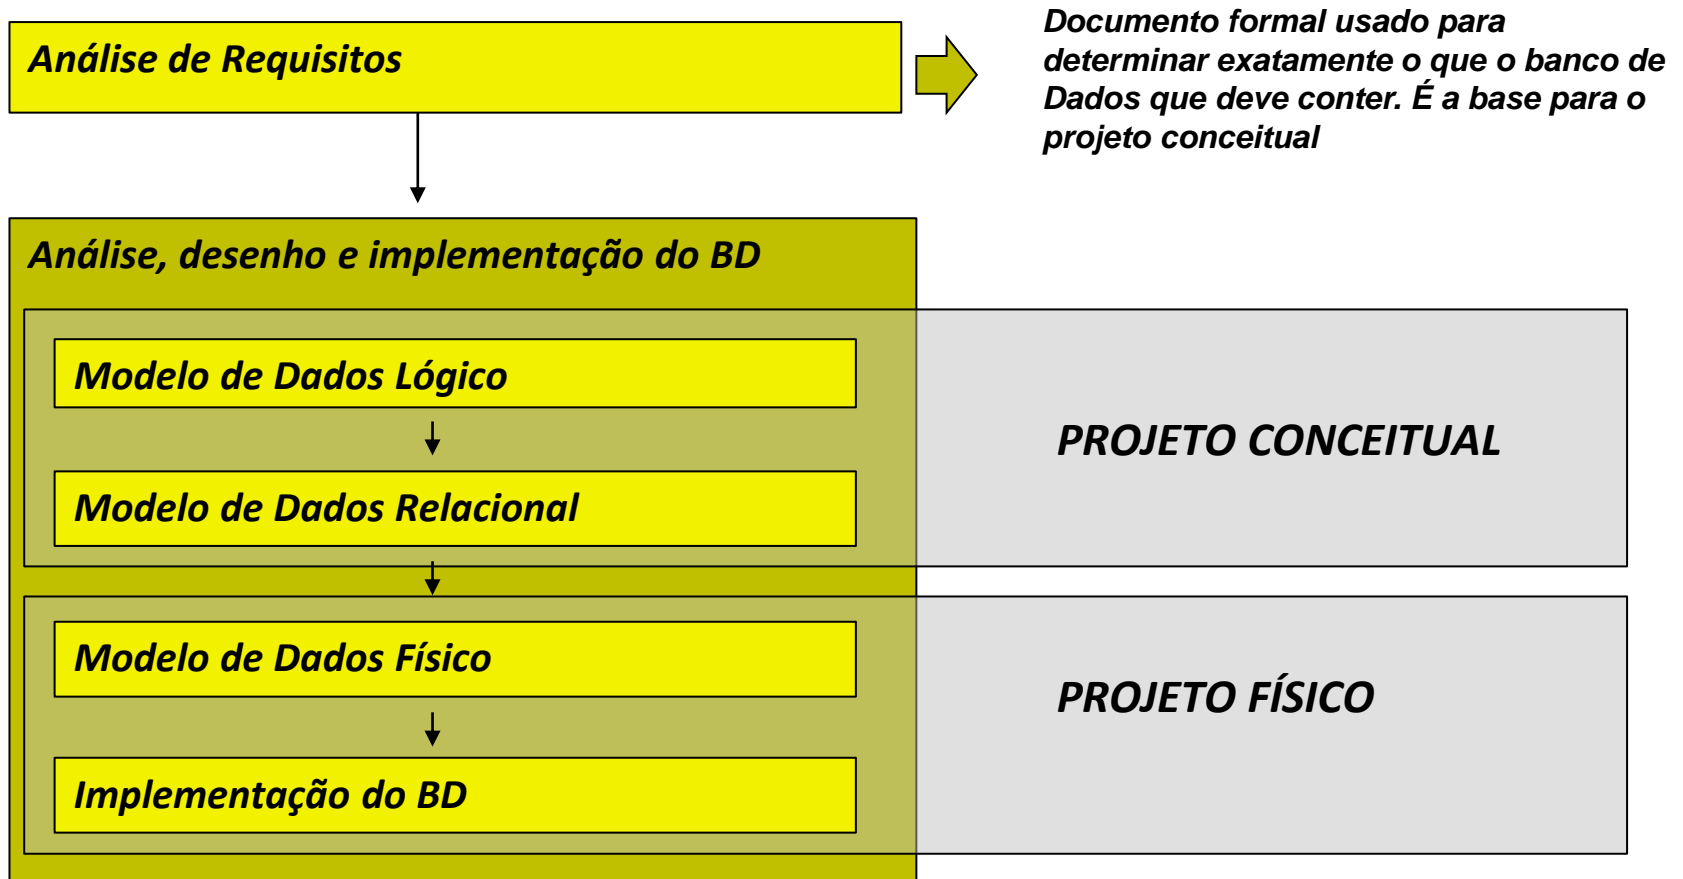 Análise de Requisitos
Documento formal usado para
determinar exatamente o que o banco de
Dados que deve conter. É a base para o
projeto conceitual
Análise, desenho e implementação do BD
Modelo de Dados Lógico
Modelo de Dados Relacional
PROJETO CONCEITUAL
Modelo de Dados Físico
Implementação do BD
PROJETO FÍSICO